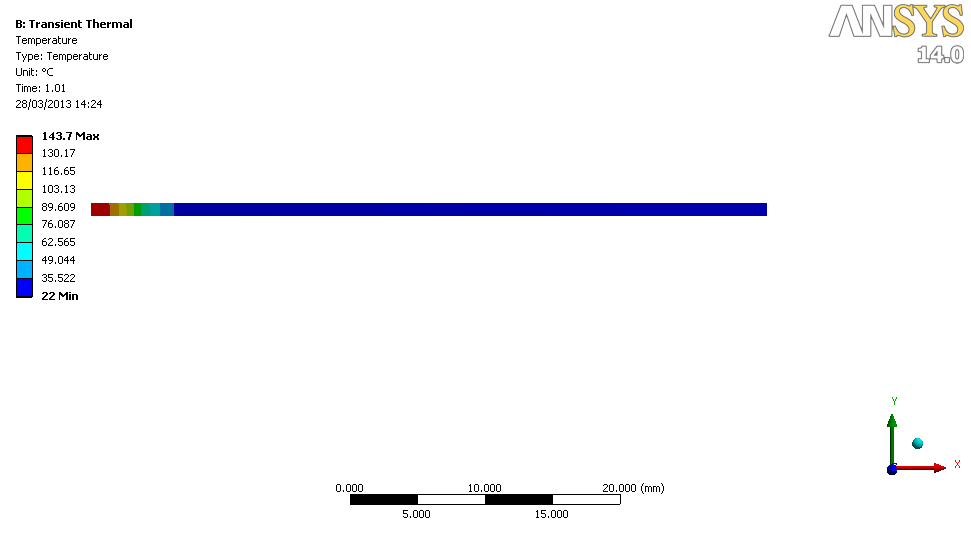 B: Transient Thermal
Temperature
Type: Temperature
Unit: °C
Time: 1.01
28/03/2013 14:24
ANSYS
14.0
143.7 Max
130.17
116.65
103.13
89.609
76.087
62.565
49.044
35.522
22 Min
Y
X
0.000 10.000 20.000 (mm)
5.000 15.000